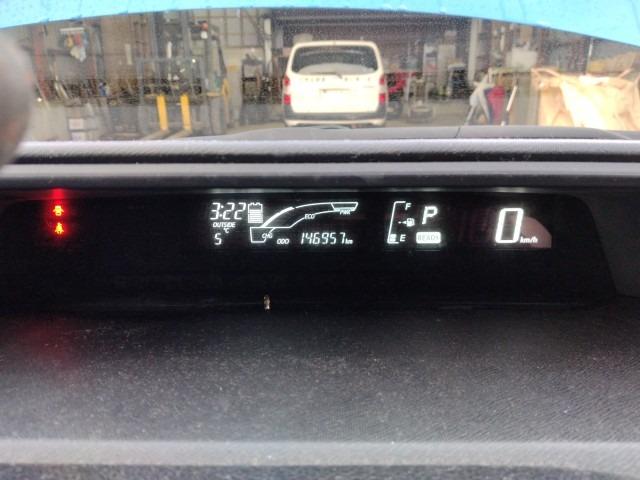 3:22
OUTSIDE
5 °C
CHG
ECO
PWR
ODO 146957 km
F
E
P
READY
0 km/h